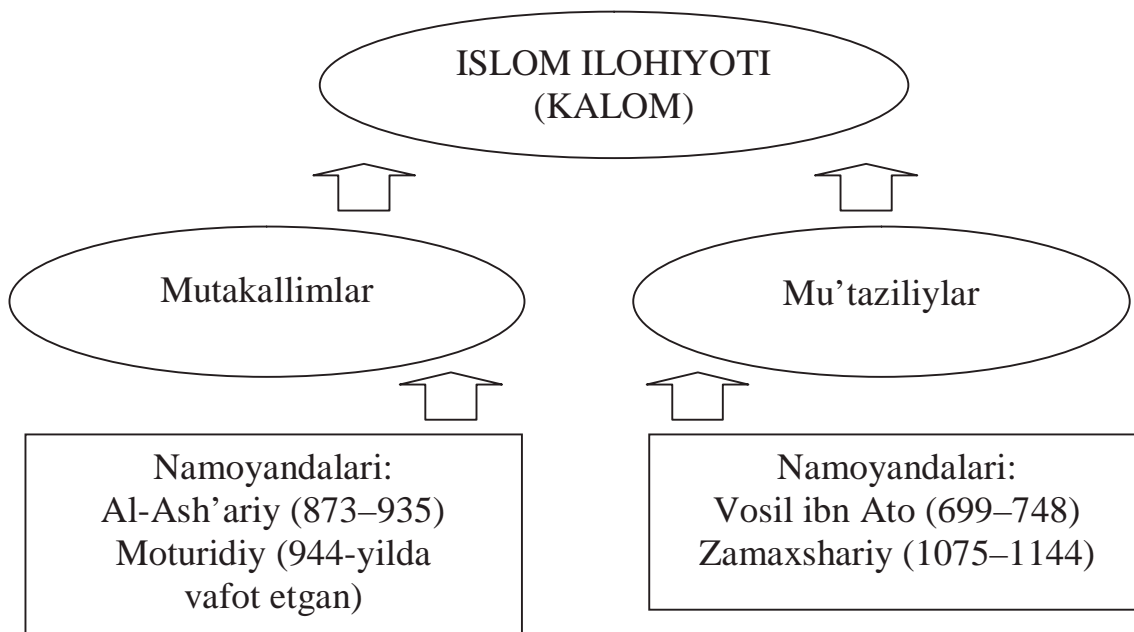 ISLOM ILOHIYOTI
(KALOM)
Mutakallimlar
Mu’taziliylar
Namoyandalari:
Al-Ash’ariy (873–935)
Moturidiy (944-yilda
vafot etgan)
Namoyandalari:
Vosil ibn Ato (699–748)
Zamaxshariy (1075–1144)